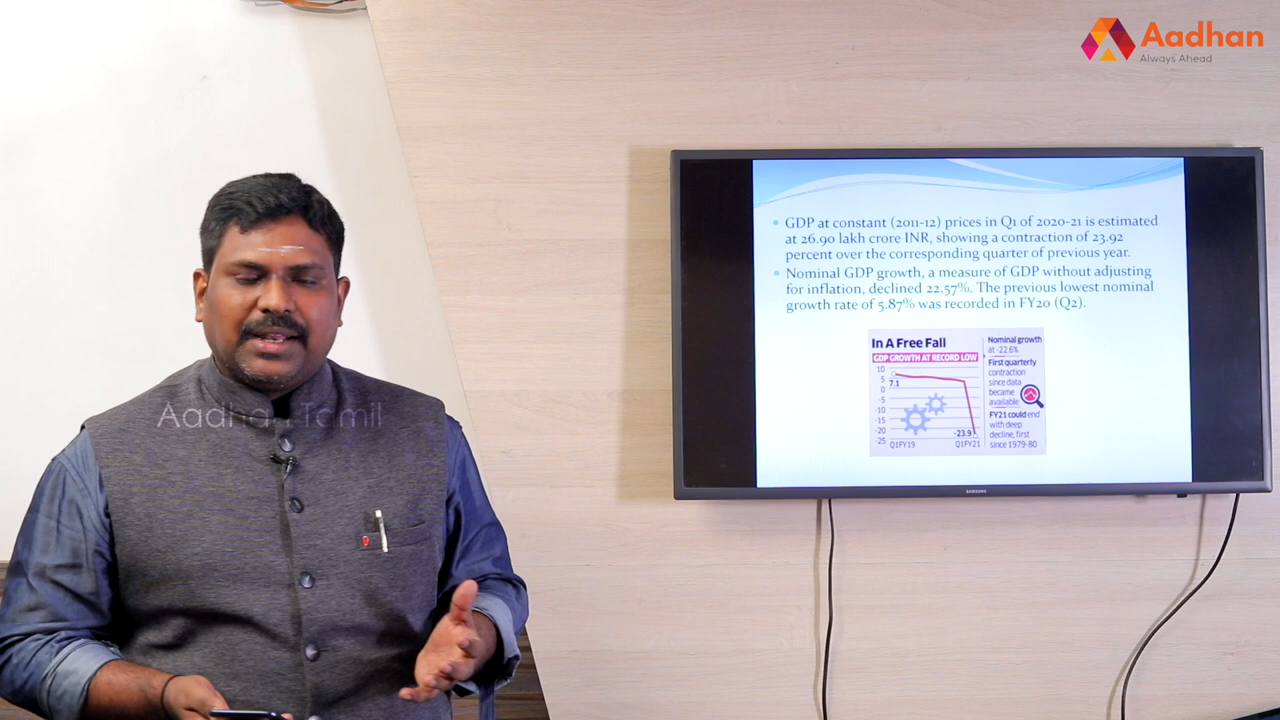 Aadhan
Always Ahead
GDP at constant (2011-12) prices in Q1 of 2020-21 is estimated
at 26.90 lakh crore INR, showing a contraction of 23.92
percent over the corresponding quarter of previous year.
Nominal GDP growth, a measure of GDP without adjusting
for inflation, declined 22.57%. The previous lowest nominal
growth rate of 5.87% was recorded in FY20 (Q2).
In A Free Fall
GDP GROWTH AT RECORD LOW
10
5
0
-5
-10
-15
-20
-25
7.1
-23.9
Q1FY19
Q1FY21
Nominal growth
at -22.6%
First quarterly
contraction
since data
became
available
FY21 could end
with deep
decline, first
since 1979-80
SAMSUNG
Aadhan Tamil